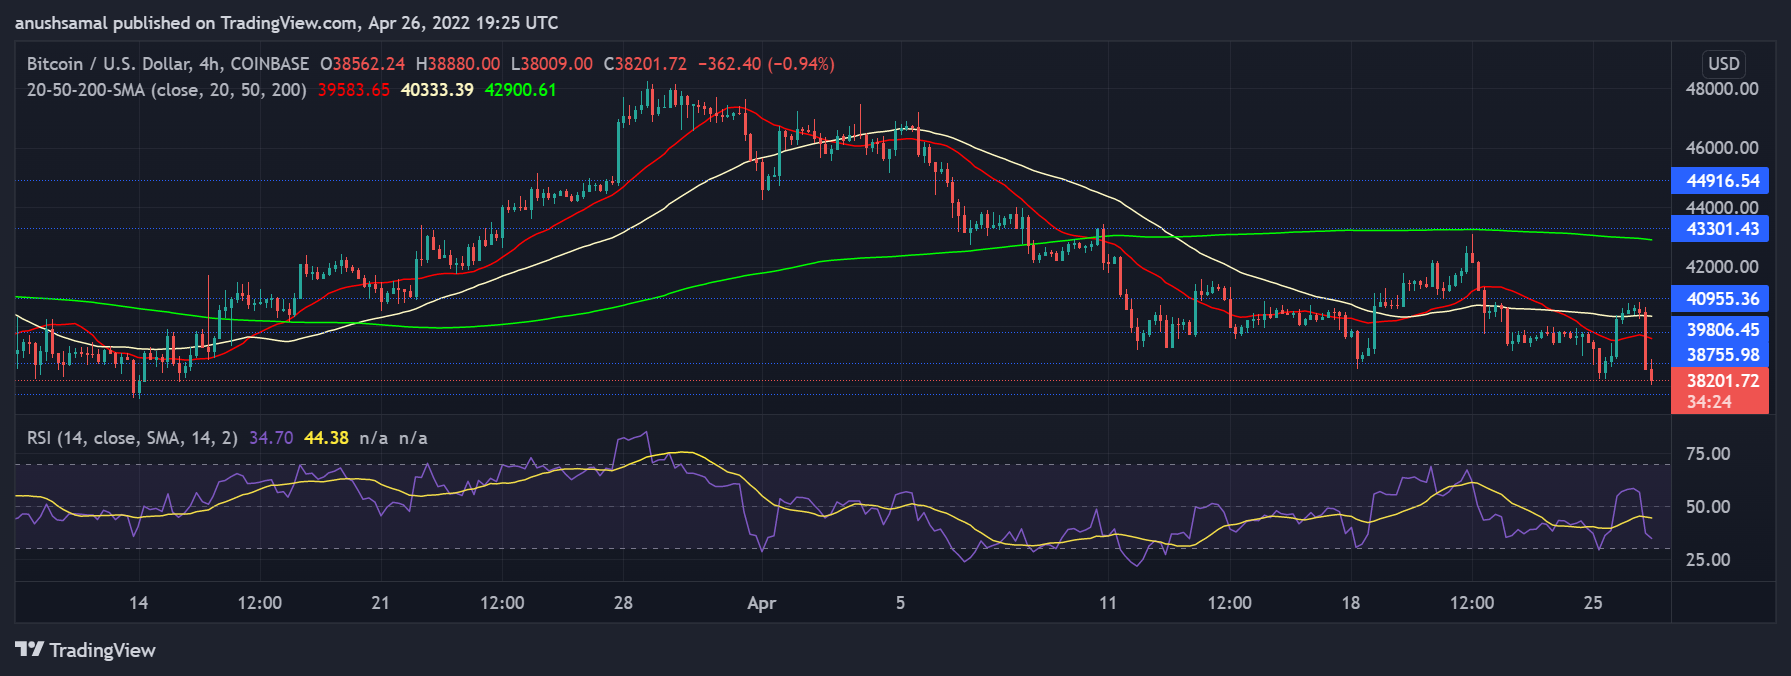 anushsamal published on TradingView.com, Apr 26, 2022 19:25 UTC
Bitcoin / U.S. Dollar, 4h, COINBASE O38562.24 H38880.00 L38009.00 C38201.72 −362.40 (−0.94%)
20-50-200-SMA (close, 20, 50, 200) 39583.65 40333.39 42900.61
USD
48000.00
46000.00
44916.54
44000.00
43301.43
42000.00
40955.36
39806.45
38755.98
38201.72
34:24
RSI (14, close, SMA, 14, 2) 34.70 44.38 n/a n/a
75.00
50.00
25.00
14 12:00 21 12:00 28 Apr 5 11 12:00 18 12:00 25
TradingView